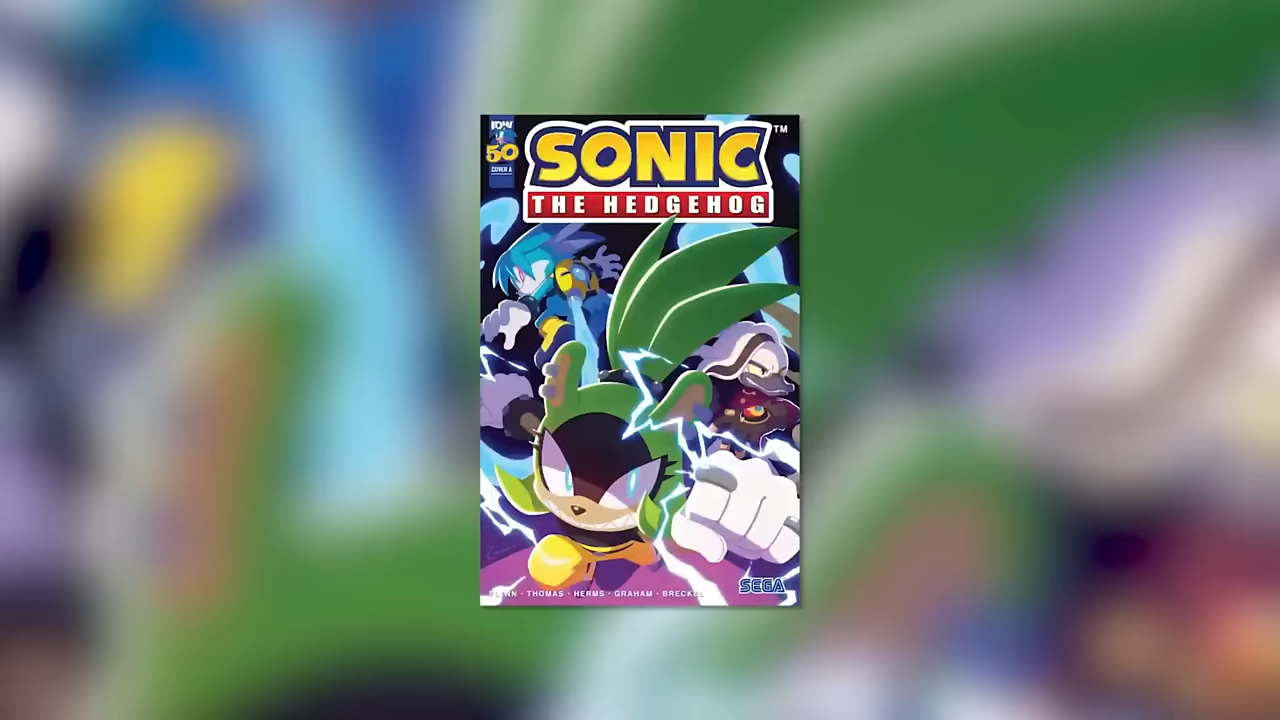 IDW
50
COVER A
SONIC
THE HEDGEHOG
TM
SEGA
FLYNN · THOMAS · HERMS · GRAHAM · BRECKEL